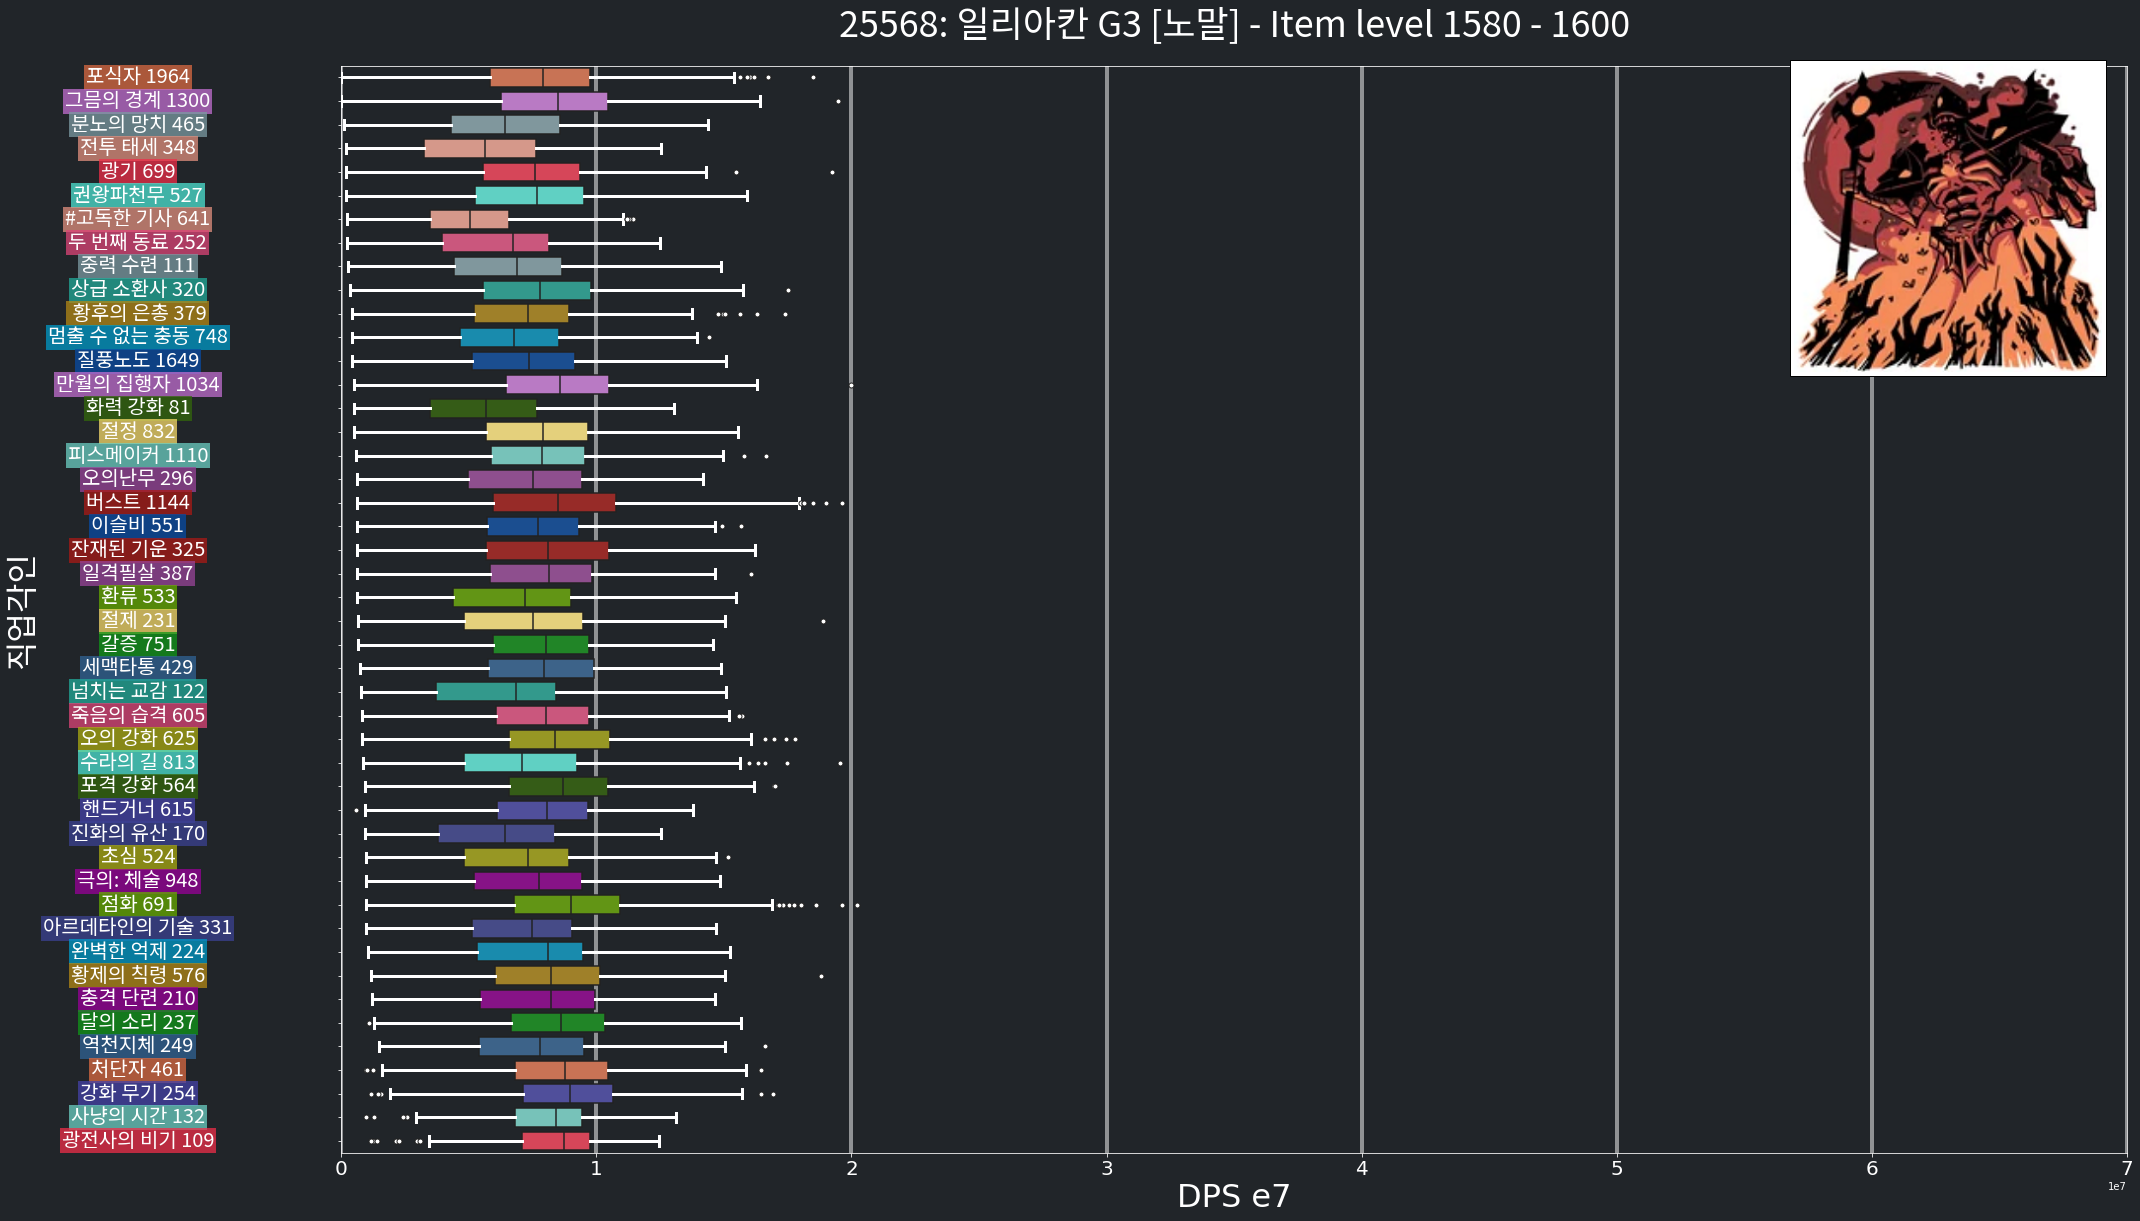 25568: 일리아칸 G3 [노말] - Item level 1580 - 1600
포식자 1964
그믐의 경계 1300
분노의 망치 465
전투 태세 348
광기 699
권왕파천무 527
#고독한 기사 641
두 번째 동료 252
중력 수련 111
상급 소환사 320
황후의 은총 379
멈출 수 없는 충동 748
질풍노도 1649
만월의 집행자 1034
화력 강화 81
절정 832
피스메이커 1110
오의난무 296
버스트 1144
이슬비 551
잔재된 기운 325
일격필살 387
환류 533
절제 231
갈증 751
세맥타통 429
넘치는 교감 122
죽음의 습격 605
오의 강화 625
수라의 길 813
포격 강화 564
핸드거너 615
진화의 유산 170
초심 524
극의: 체술 948
점화 691
아르데타인의 기술 331
완벽한 억제 224
황제의 칙령 576
충격 단련 210
달의 소리 237
역천지체 249
처단자 461
강화 무기 254
사냥의 시간 132
광전사의 비기 109
직업각인
0 1 2 3 4 5 6 7
DPS e7
1e7